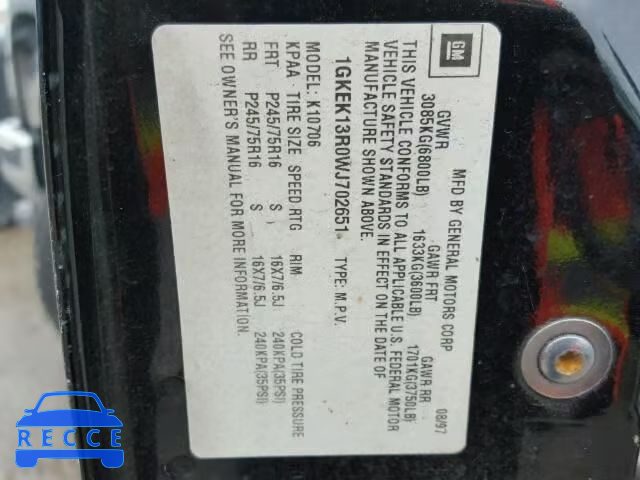 GM
MFD BY GENERAL MOTORS CORP 08/97
GVWR GAWR FRT GAWR RR
3085KG(6800LB) 1633KG(3600LB) 1701KG(3750LB)
THIS VEHICLE CONFORMS TO ALL APPLICABLE U.S. FEDERAL MOTOR
VEHICLE SAFETY STANDARDS IN EFFECT ON THE DATE OF
MANUFACTURE SHOWN ABOVE.
1GKEK13R0WJ702651 TYPE: M.P.V.
MODEL: K10706
KPAA - TIRE SIZE SPEED RTG RIM COLD TIRE PRESSURE
FRT P245/75R16 S 16X7/6.5J 240KPA(35PSI)
RR P245/75R16 S 16X7/6.5J 240KPA(35PSI)
SEE OWNER'S MANUAL FOR MORE INFORMATION.
autobidmaster